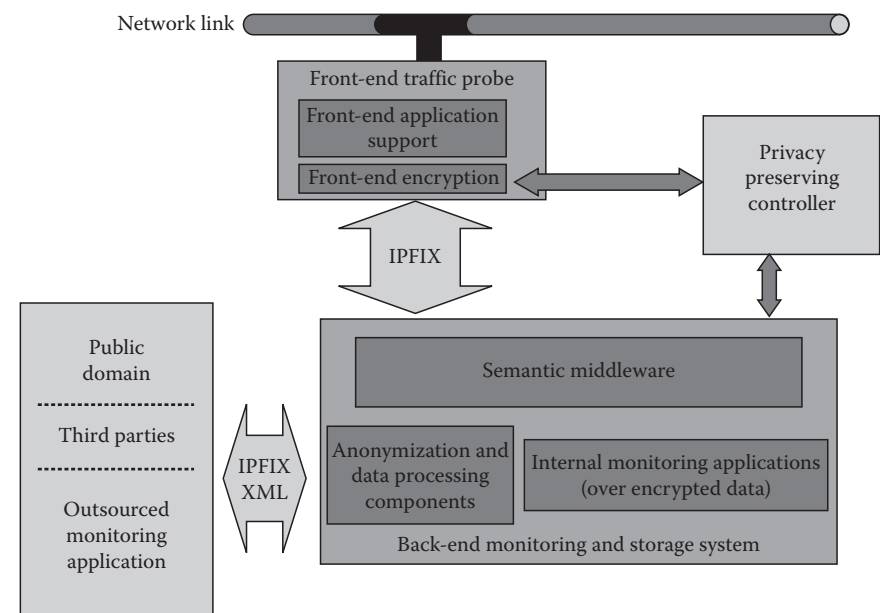 Network link
Front-end traffic probe
Front-end application
support
Front-end encryption
Privacy
preserving
controller
IPFIX
Public
domain
Third parties
Outsourced
monitoring
application
IPFIX
XML
Semantic middleware
Anonymization and
data processing
components
Internal monitoring applications
(over encrypted data)
Back-end monitoring and storage system